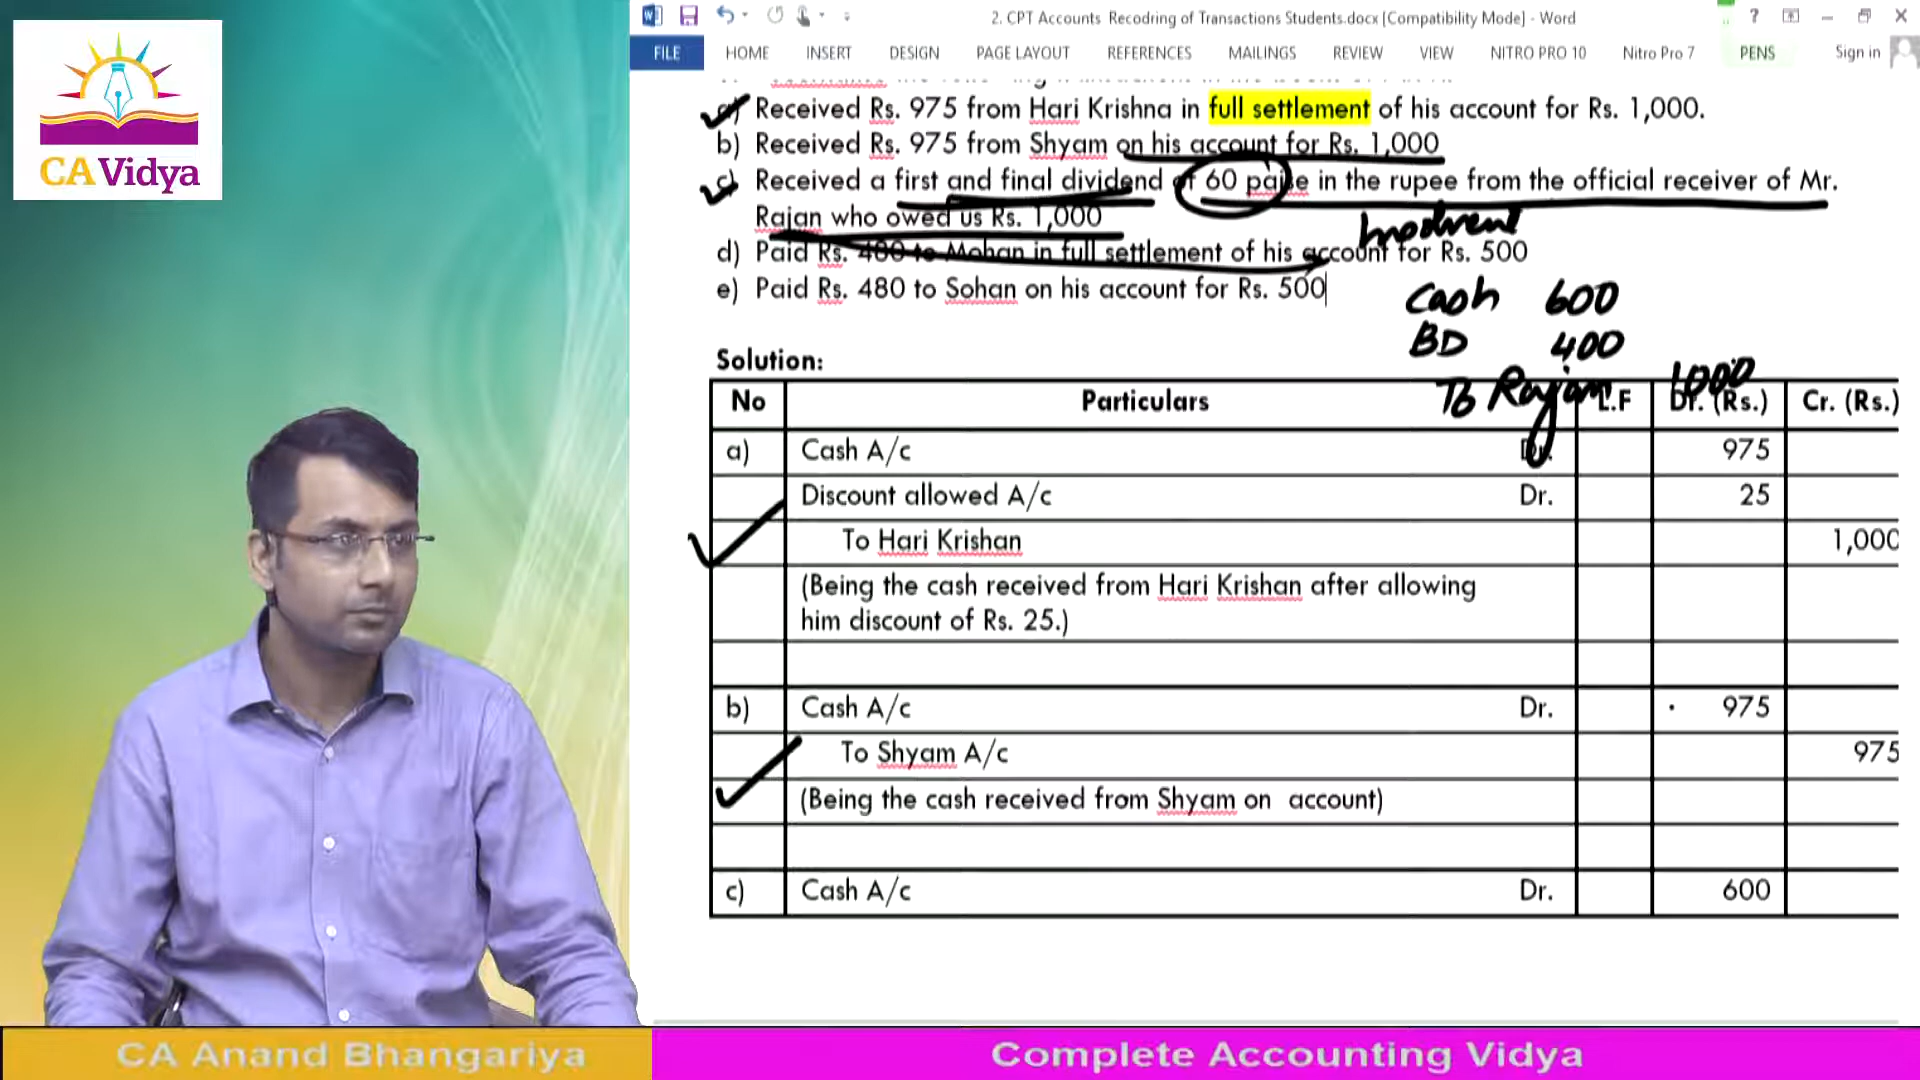 2. CPT Accounts Recodring of Transactions Students.docx [Compatibility Mode] - Word
FILE HOME INSERT DESIGN PAGE LAYOUT REFERENCES MAILINGS REVIEW VIEW NITRO PRO 10 Nitro Pro 7 PENS Sign in
CA Vidya
a) Received Rs. 975 from Hari Krishna in full settlement of his account for Rs. 1,000.
b) Received Rs. 975 from Shyam on his account for Rs. 1,000
c) Received a first and final dividend of 60 paise in the rupee from the official receiver of Mr.
Rajan who owed us Rs. 1,000
Insolvent
d) Paid Rs. 480 to Mohan in full settlement of his account for Rs. 500
e) Paid Rs. 480 to Sohan on his account for Rs. 500
Cash 600
BD 400
To Rajan 1000
Solution:
No Particulars L.F Dr. (Rs.) Cr. (Rs.)
a) Cash A/c Dr. 975
Discount allowed A/c Dr. 25
To Hari Krishan 1,000
(Being the cash received from Hari Krishan after allowing
him discount of Rs. 25.)
b) Cash A/c Dr. 975
To Shyam A/c 975
(Being the cash received from Shyam on account)
c) Cash A/c Dr. 600
CA Anand Bhangariya
Complete Accounting Vidya